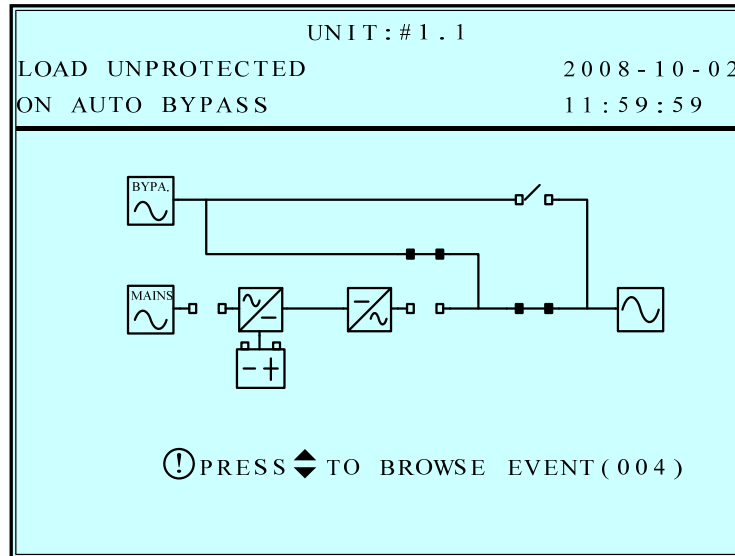 UNIT:#1.1
LOAD UNPROTECTED 2008-10-02
ON AUTO BYPASS 11:59:59
BYPA.
MAINS
PRESS TO BROWSE EVENT(004)